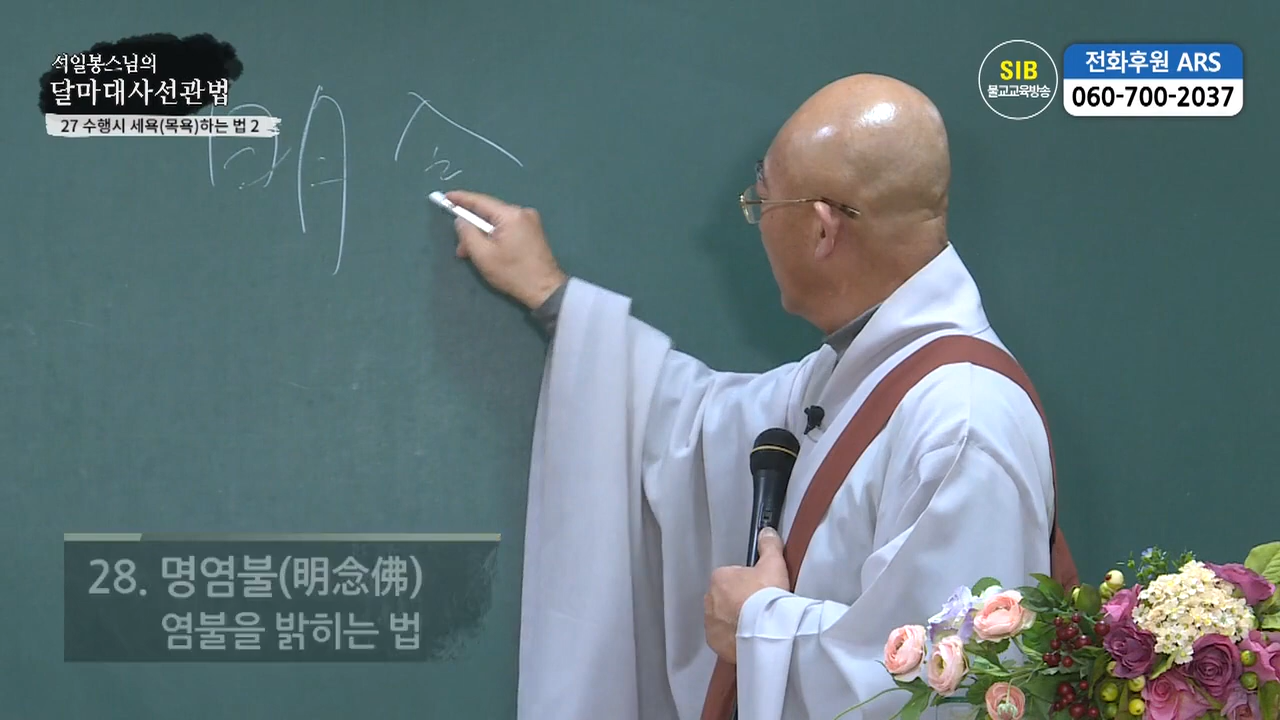 석일봉스님의
달마대사선관법
27 수행시 세욕(목욕)하는 법 2
SIB
불교교육방송
전화후원 ARS
060-700-2037
明
28. 명염불(明念佛)
염불을 밝히는 법